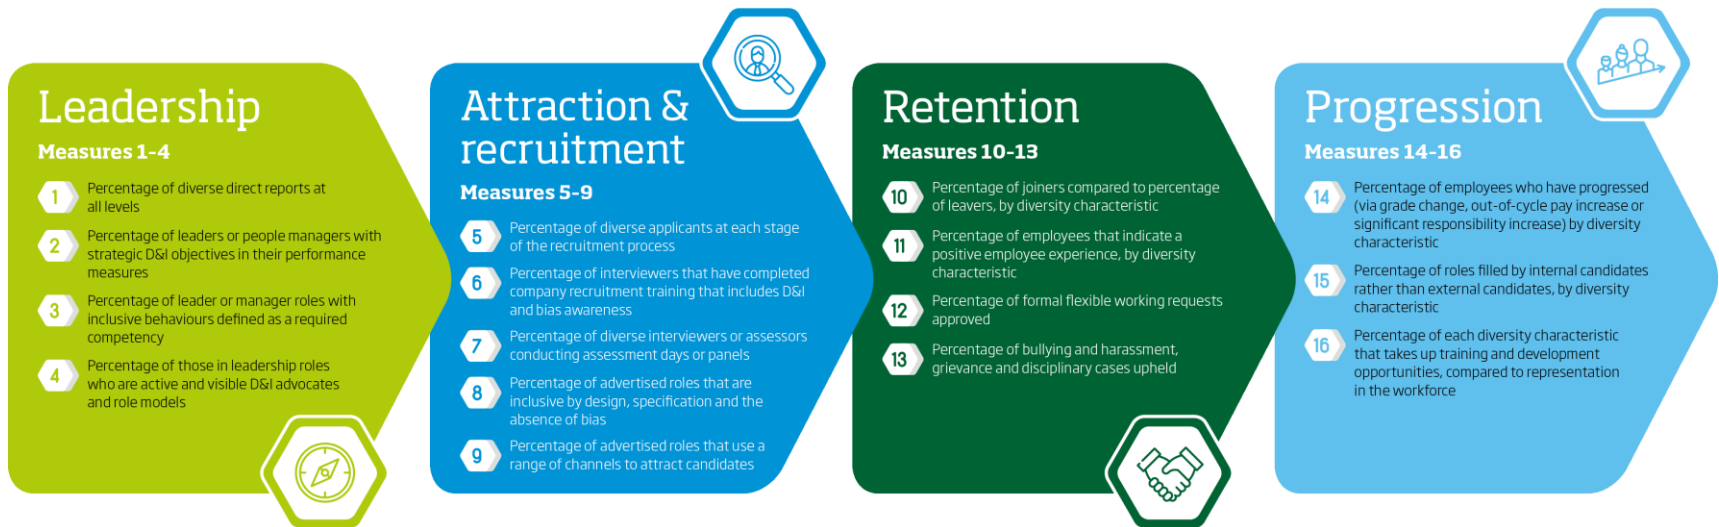 Leadership
Measures 1-4
1
Percentage of diverse direct reports at
all levels
2
Percentage of leaders or people managers with
strategic D&I objectives in their performance
measures
3
Percentage of leader or manager roles with
inclusive behaviours defined as a required
competency
4
Percentage of those in leadership roles
who are active and visible D&I advocates
and role models
Attraction &
recruitment
Measures 5-9
5
Percentage of diverse applicants at each stage
of the recruitment process
6
Percentage of interviewers that have completed
company recruitment training that includes D&I
and bias awareness
7
Percentage of diverse interviewers or assessors
conducting assessment days or panels
8
Percentage of advertised roles that are
inclusive by design, specification and the
absence of bias
9
Percentage of advertised roles that use a
range of channels to attract candidates
Retention
Measures 10-13
10
Percentage of joiners compared to percentage
of leavers, by diversity characteristic
11
Percentage of employees that indicate a
positive employee experience, by diversity
characteristic
12
Percentage of formal flexible working requests
approved
13
Percentage of bullying and harassment,
grievance and disciplinary cases upheld
Progression
Measures 14-16
14
Percentage of employees who have progressed
(via grade change, out-of-cycle pay increase or
significant responsibility increase) by diversity
characteristic
15
Percentage of roles filled by internal candidates
rather than external candidates, by diversity
characteristic
16
Percentage of each diversity characteristic
that takes up training and development
opportunities, compared to representation
in the workforce